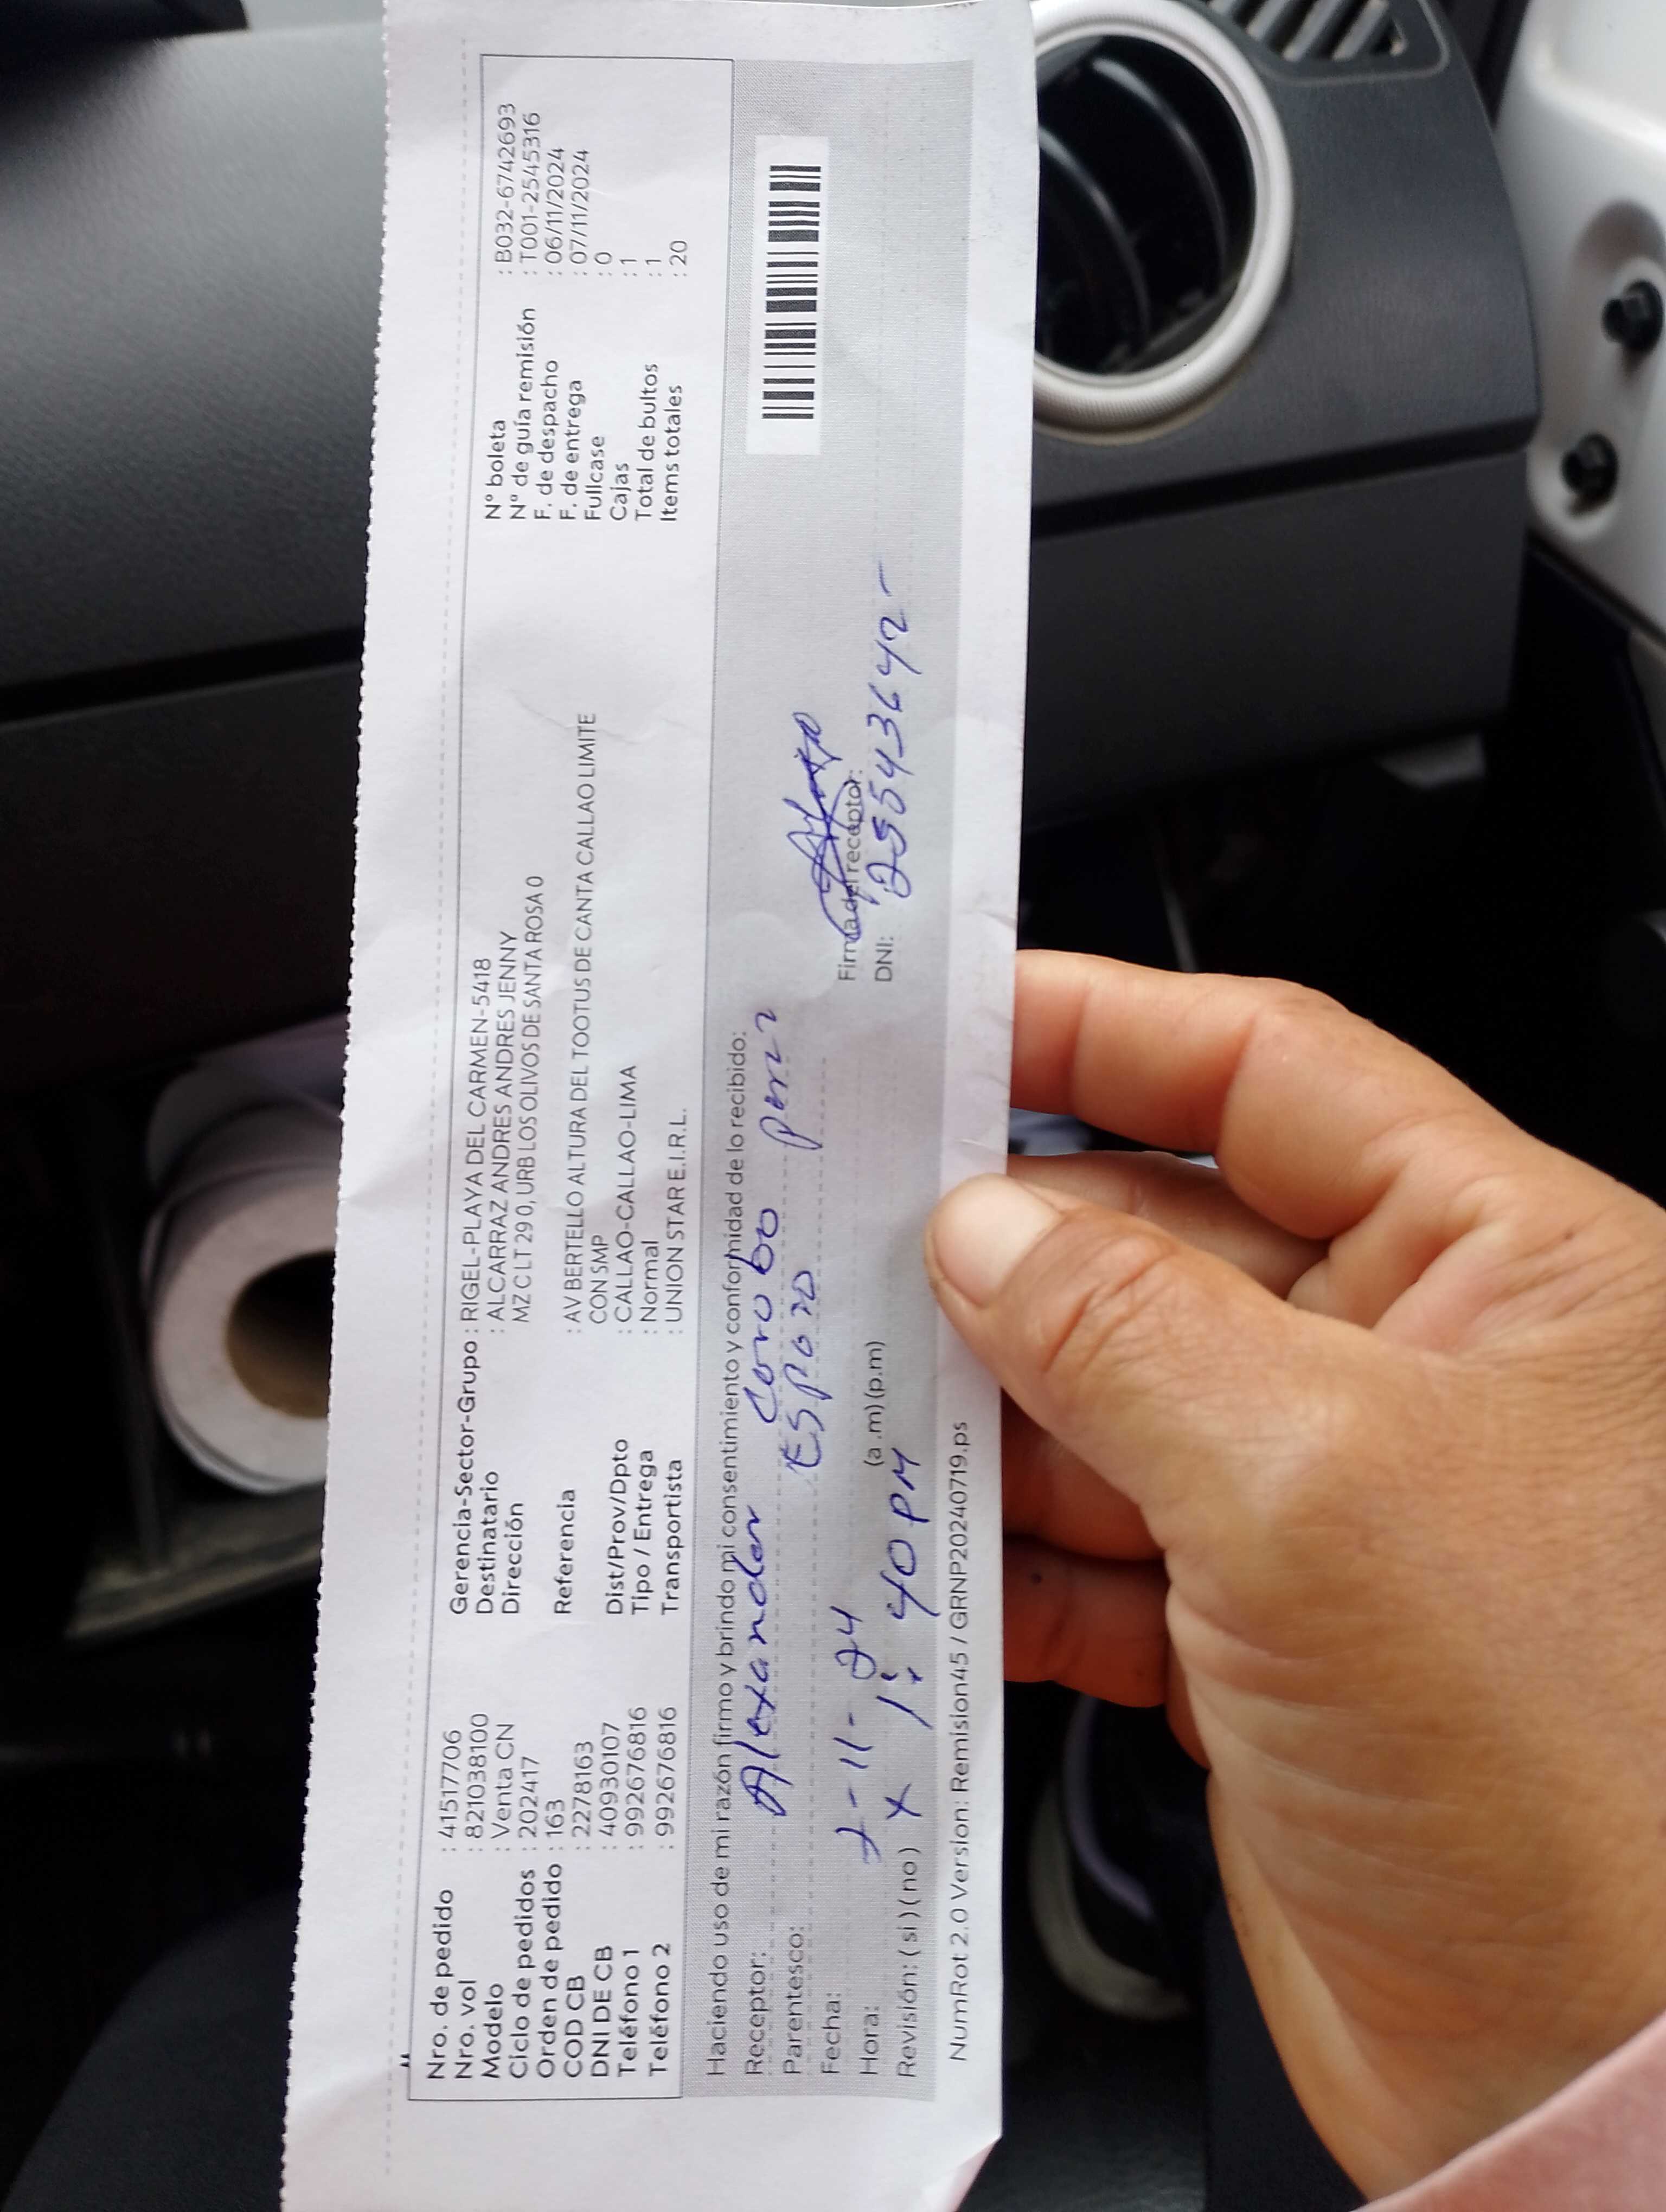 Nro. de pedido : 41517706
Nro. vol : 821038100
Modelo : Venta CN
Ciclo de pedidos : 202417
Orden de pedido : 163
COD CB : 2278163
DNI DE CB : 40930107
Teléfono 1 : 992676816
Teléfono 2 : 992676816
Gerencia-Sector-Grupo : RIGEL-PLAYA DEL CARMEN-5418
Destinatario : ALCARRAZ ANDRES ANDRES JENNY
Dirección MZ C LT 29 0, URB LOS OLIVOS DE SANTA ROSA 0
Referencia : AV BERTELLO ALTURA DEL TOOTUS DE CANTA CALLAO LIMITE
CON SMP
Dist/Prov/Dpto : CALLAO-CALLAO-LIMA
Tipo / Entrega : Normal
Transportista : UNION STAR E.I.R.L.
N° boleta : B032-6742693
N° de guía remisión : T001-2545316
F. de despacho : 06/11/2024
F. de entrega : 07/11/2024
Fullcase : 0
Cajas : 1
Total de bultos : 1
Items totales : 20
Haciendo uso de mi razón firmo y brindo mi consentimiento y conformidad de lo recibido:
Receptor: Alexander
Parentesco: ESPOZO
Fecha: 7-11-24
Hora: 1:40 PM (a.m) (p.m)
Revisión: ( si ) ( no ) X
Firma del receptor:
DNI: 25543642
NumRot 2.0 Version: Remision45 / GRNP20240719.ps